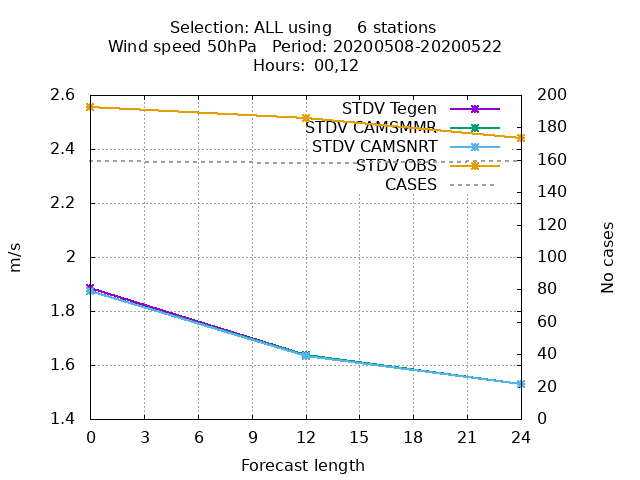 Selection: ALL using 6 stations
Wind speed 50hPa Period: 20200508-20200522
Hours: 00,12
STDV Tegen
STDV CAMSMMR
STDV CAMSNRT
STDV OBS
CASES
2.6
2.4
2.2
2
1.8
1.6
1.4
m/s
200
180
160
140
120
100
80
60
40
20
0
No cases
0 3 6 9 12 15 18 21 24
Forecast length